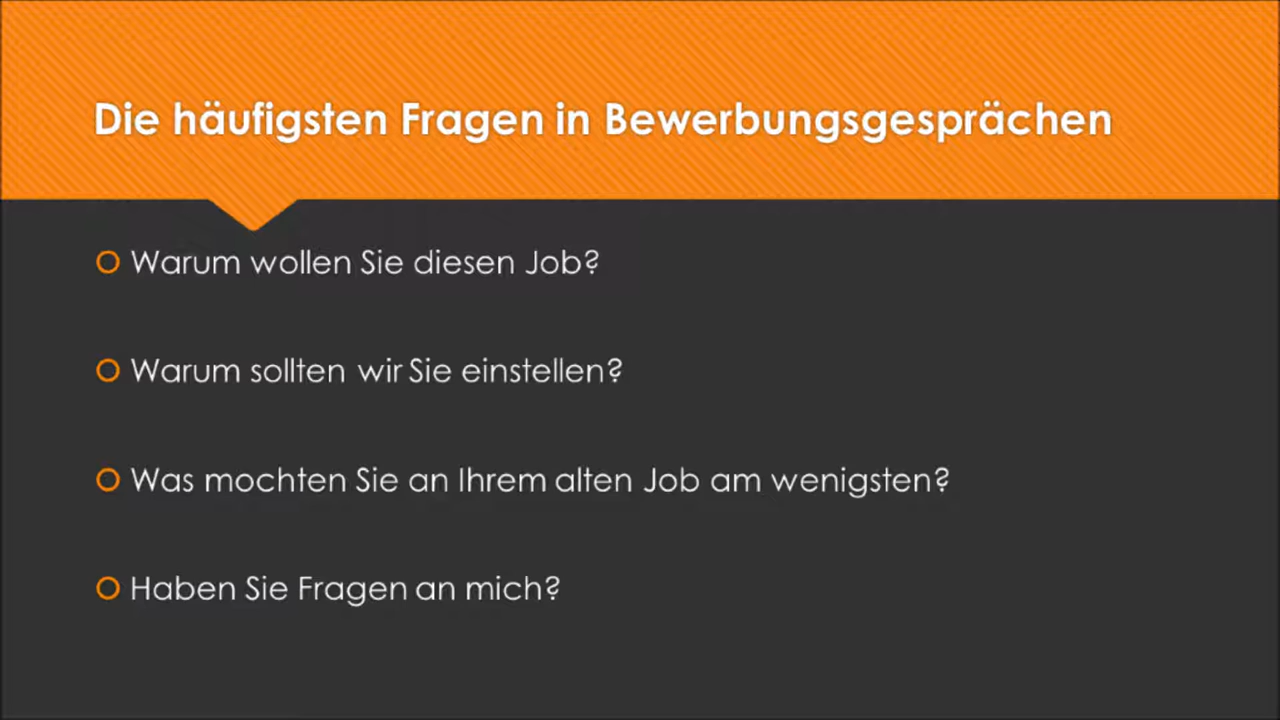 Die häufigsten Fragen in Bewerbungsgesprächen
Warum wollen Sie diesen Job?
Warum sollten wir Sie einstellen?
Was mochten Sie an Ihrem alten Job am wenigsten?
Haben Sie Fragen an mich?